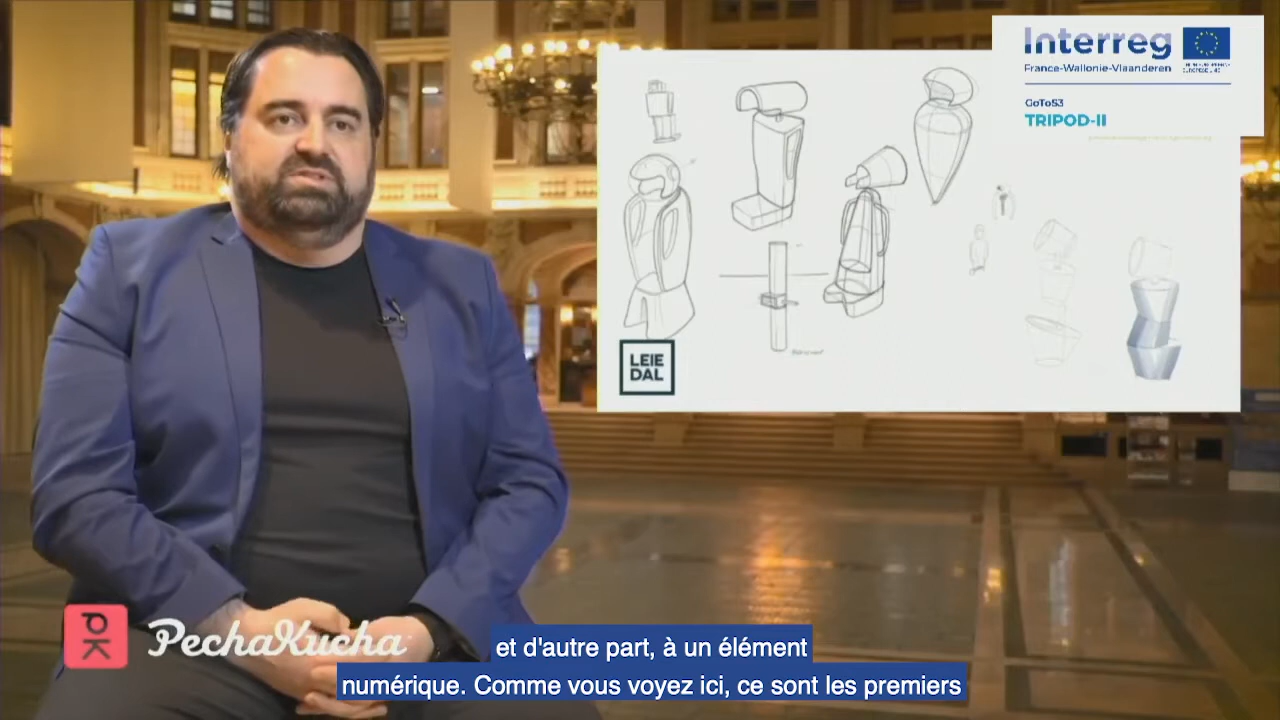 Interreg
France-Wallonie-Vlaanderen
GoToS3
TRIPOD-II
LEIE
DAL
PK
PechaKucha
et d'autre part, à un élément
numérique. Comme vous voyez ici, ce sont les premiers